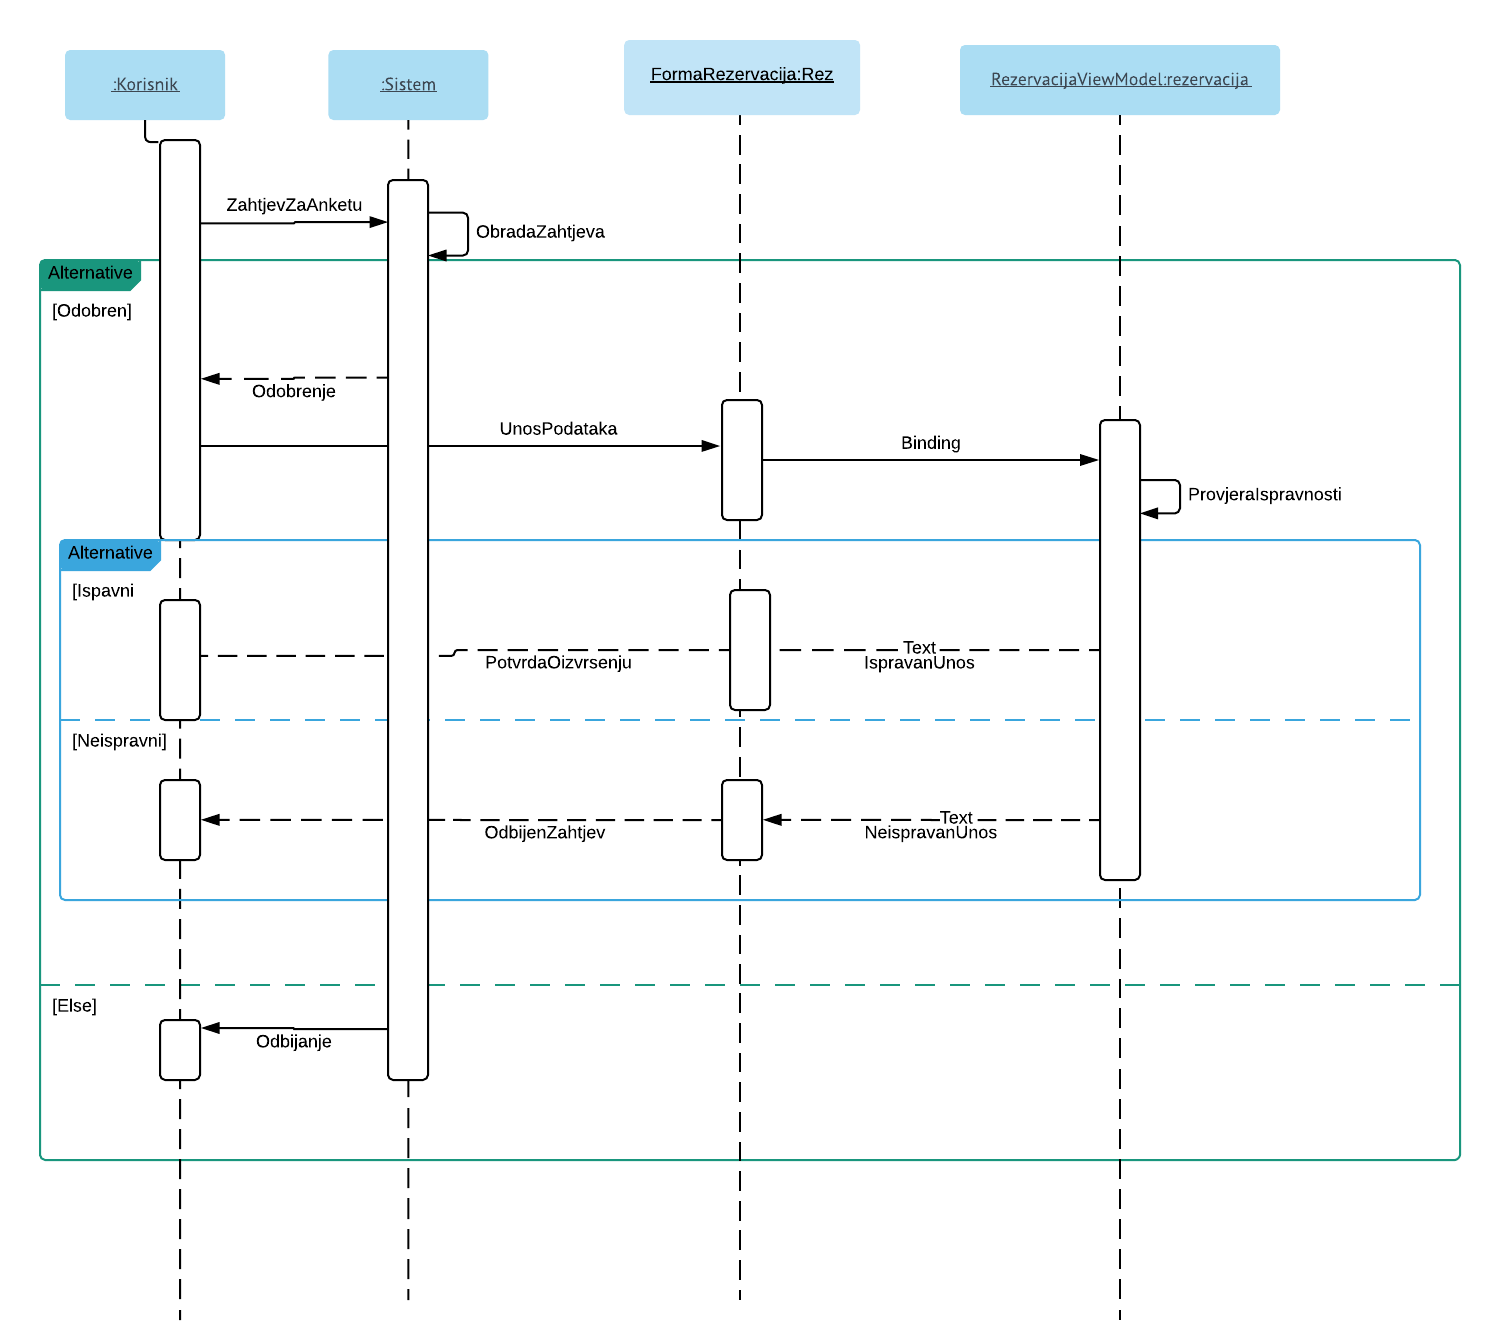 :Korisnik
:Sistem
FormaRezervacija:Rez
RezervacijaViewModel:rezervacija
ZahtjevZaAnketu
ObradaZahtjeva
Alternative
[Odobren]
Odobrenje
UnosPodataka
Binding
ProvjeraIspravnosti
Alternative
[Ispavni
PotvrdaOizvrsenju
Text
IspravanUnos
[Neispravni]
OdbijenZahtjev
Text
NeispravanUnos
[Else]
Odbijanje